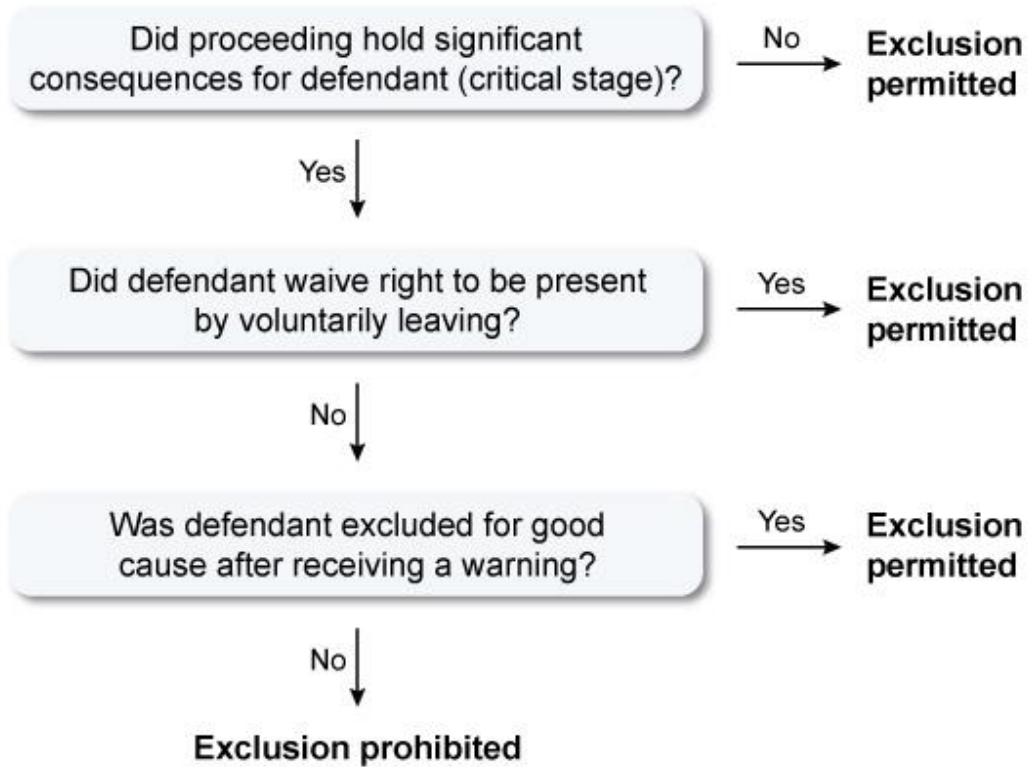 Did proceeding hold significant
consequences for defendant (critical stage)?
No
Exclusion
permitted
Yes
Did defendant waive right to be present
by voluntarily leaving?
Yes
Exclusion
permitted
No
Was defendant excluded for good
cause after receiving a warning?
Yes
Exclusion
permitted
No
Exclusion prohibited